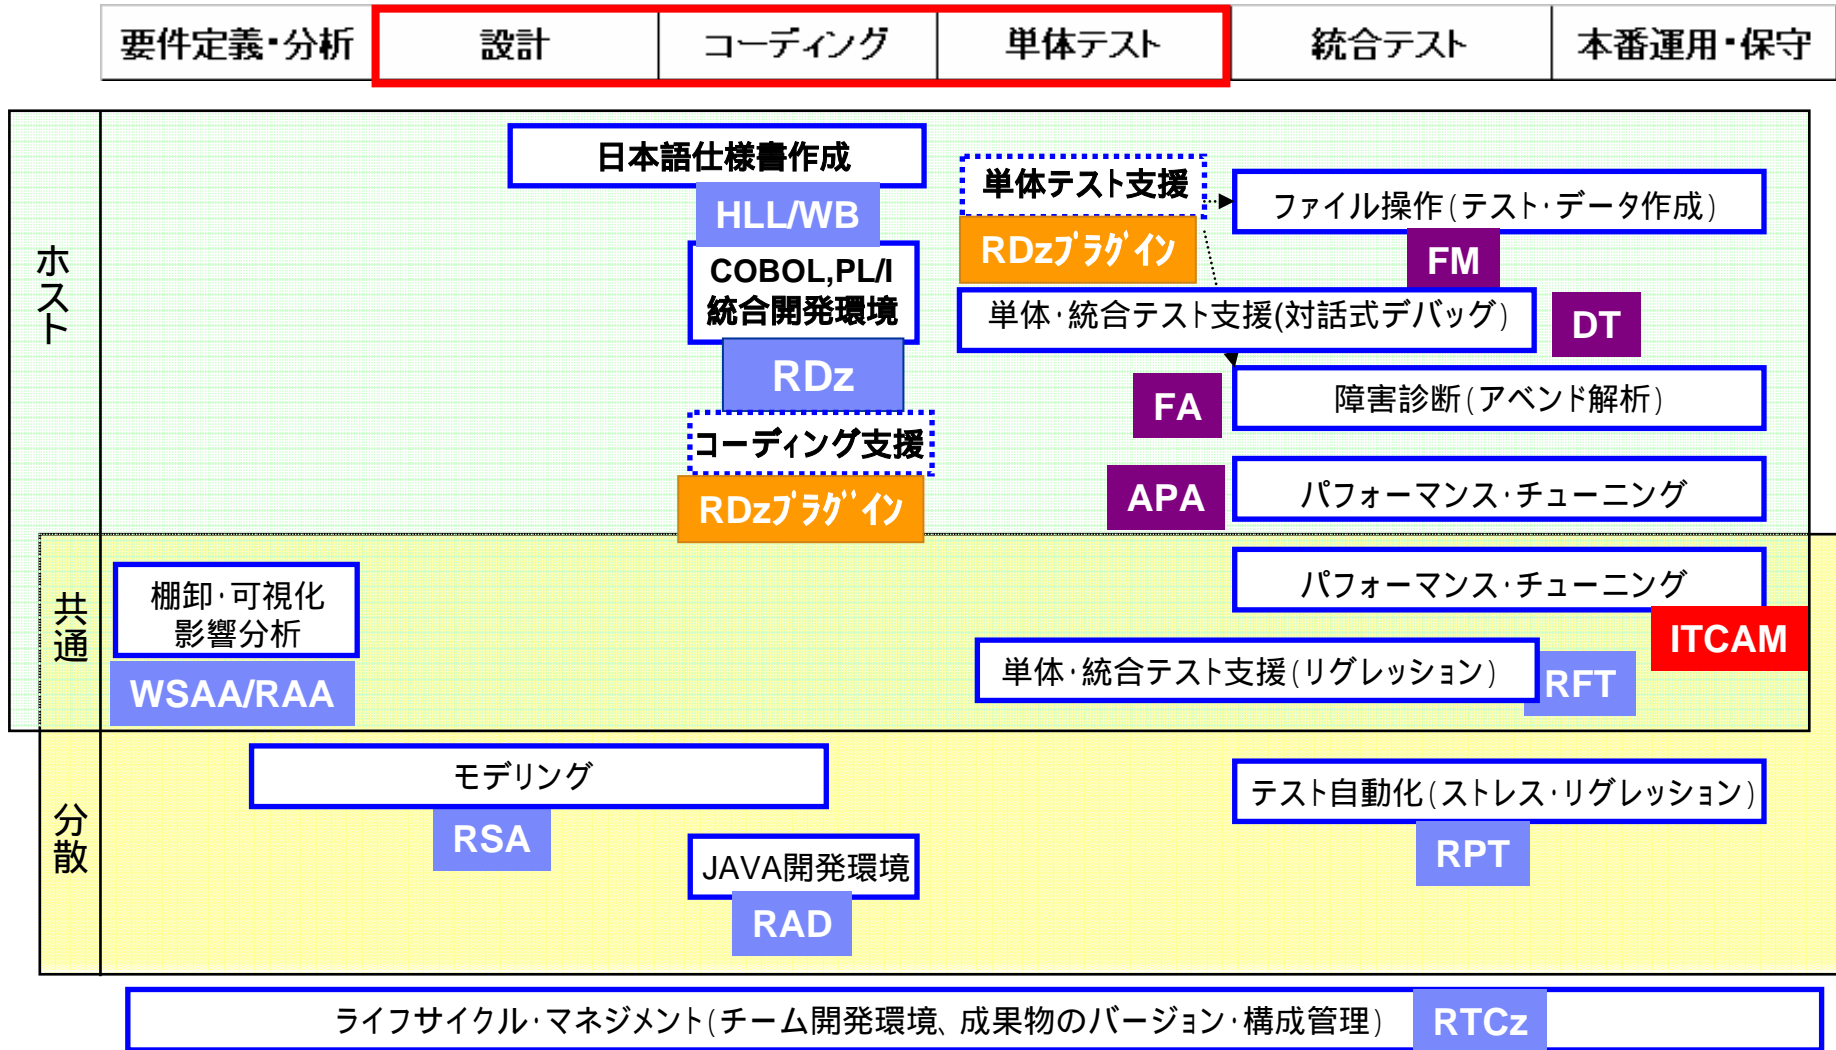 要件定義・分析
設計
コーディング
単体テスト
統合テスト
本番運用・保守
ホスト
日本語仕様書作成
HLL/WB
COBOL,PL/I
統合開発環境
RDz
コーディング支援
RDzﾌﾟﾗｸﾞｲﾝ
単体テスト支援
RDzﾌﾟﾗｸﾞｲﾝ
ファイル操作(テスト・データ作成)
FM
単体・統合テスト支援(対話式デバッグ)
DT
FA
障害診断(アベンド解析)
APA
パフォーマンス・チューニング
共通
棚卸・可視化
影響分析
WSAA/RAA
パフォーマンス・チューニング
ITCAM
単体・統合テスト支援(リグレッション)
RFT
分散
モデリング
RSA
JAVA開発環境
RAD
テスト自動化(ストレス・リグレッション)
RPT
ライフサイクル・マネジメント(チーム開発環境、成果物のバージョン・構成管理)
RTCz